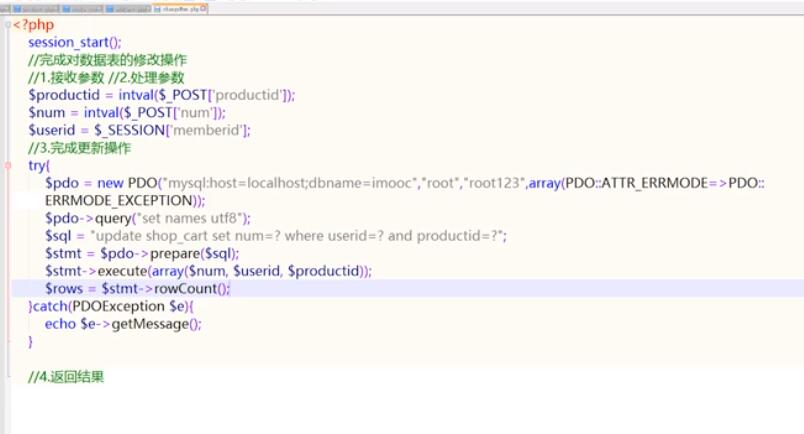 <?php
session_start();
//完成对数据表的修改操作
//1.接收参数 //2.处理参数
$productid = intval($_POST['productid']);
$num = intval($_POST['num']);
$userid = $_SESSION['memberid'];
//3.完成更新操作
try{
$pdo = new PDO("mysql:host=localhost;dbname=imooc","root","root123",array(PDO::ATTR_ERRMODE=>PDO::
ERRMODE_EXCEPTION));
$pdo->query("set names utf8");
$sql = "update shop_cart set num=? where userid=? and productid=?";
$stmt = $pdo->prepare($sql);
$stmt->execute(array($num, $userid, $productid));
$rows = $stmt->rowCount();
}catch(PDOException $e){
echo $e->getMessage();
}
//4.返回结果